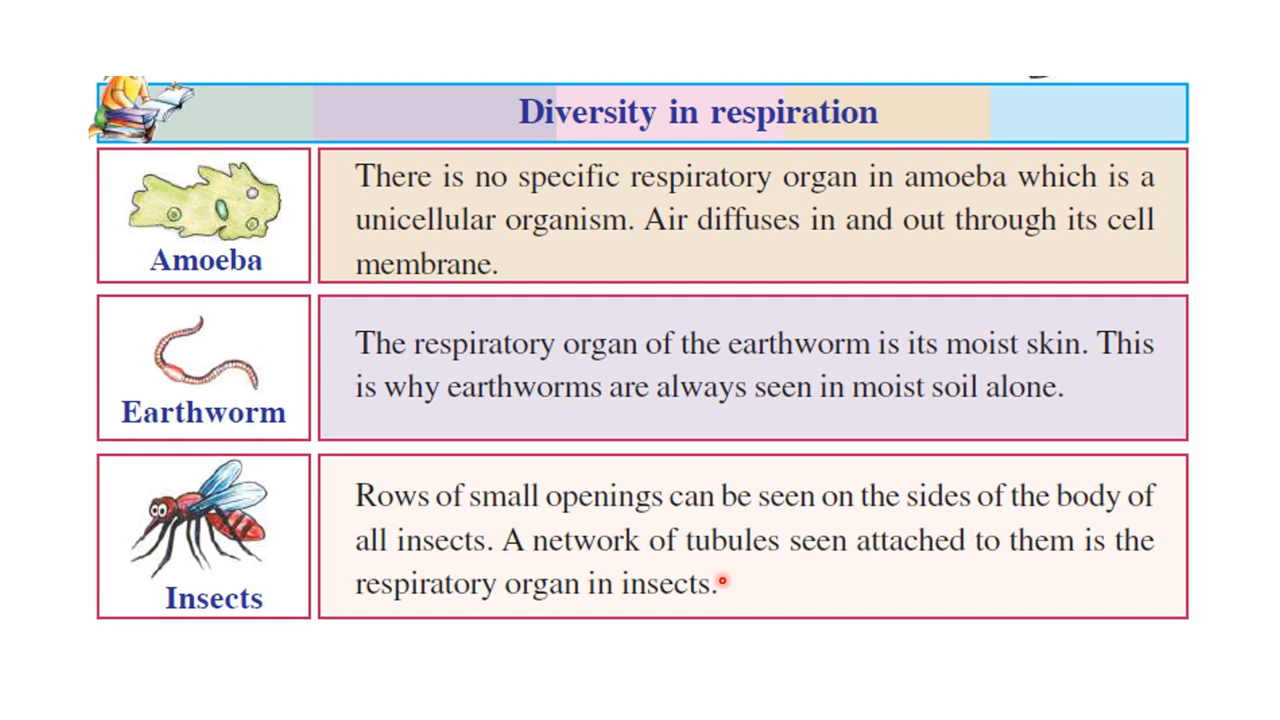 Diversity in respiration
Amoeba
There is no specific respiratory organ in amoeba which is a
unicellular organism. Air diffuses in and out through its cell
membrane.
Earthworm
The respiratory organ of the earthworm is its moist skin. This
is why earthworms are always seen in moist soil alone.
Insects
Rows of small openings can be seen on the sides of the body of
all insects. A network of tubules seen attached to them is the
respiratory organ in insects.